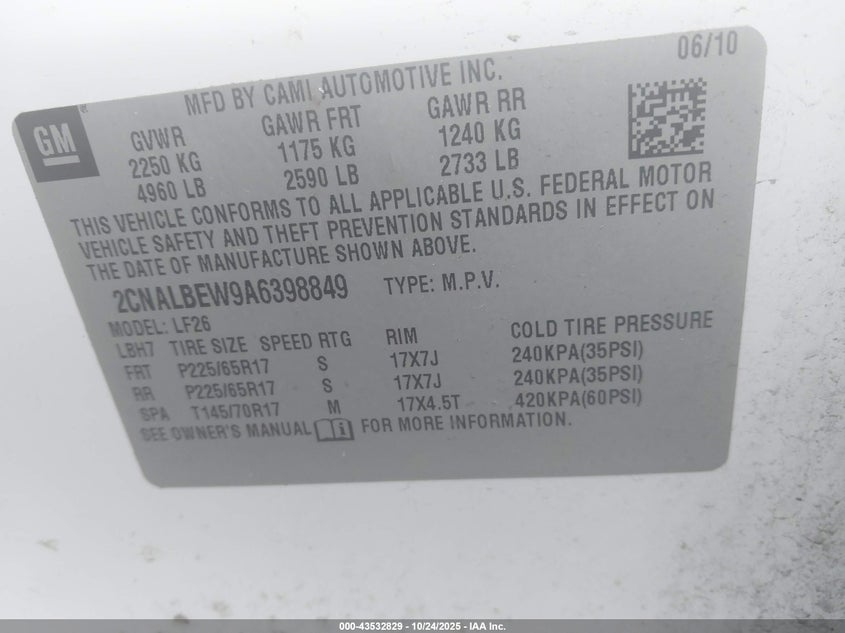 06/10
MFD BY CAMI AUTOMOTIVE INC.
GM ®
GVWR GAWR FRT GAWR RR
2250 KG 1175 KG 1240 KG
4960 LB 2590 LB 2733 LB
THIS VEHICLE CONFORMS TO ALL APPLICABLE U.S. FEDERAL MOTOR
VEHICLE SAFETY AND THEFT PREVENTION STANDARDS IN EFFECT ON
THE DATE OF MANUFACTURE SHOWN ABOVE.
2CNALBEW9A6398849 TYPE: M.P.V.
MODEL: LF26
LBH7 TIRE SIZE SPEED RTG RIM COLD TIRE PRESSURE
FRT P225/65R17 S 17X7J 240KPA(35PSI)
RR P225/65R17 S 17X7J 240KPA(35PSI)
SPA T145/70R17 M 17X4.5T 420KPA(60PSI)
SEE OWNER'S MANUAL FOR MORE INFORMATION.
000-43532829 - 10/24/2025 - IAA Inc.